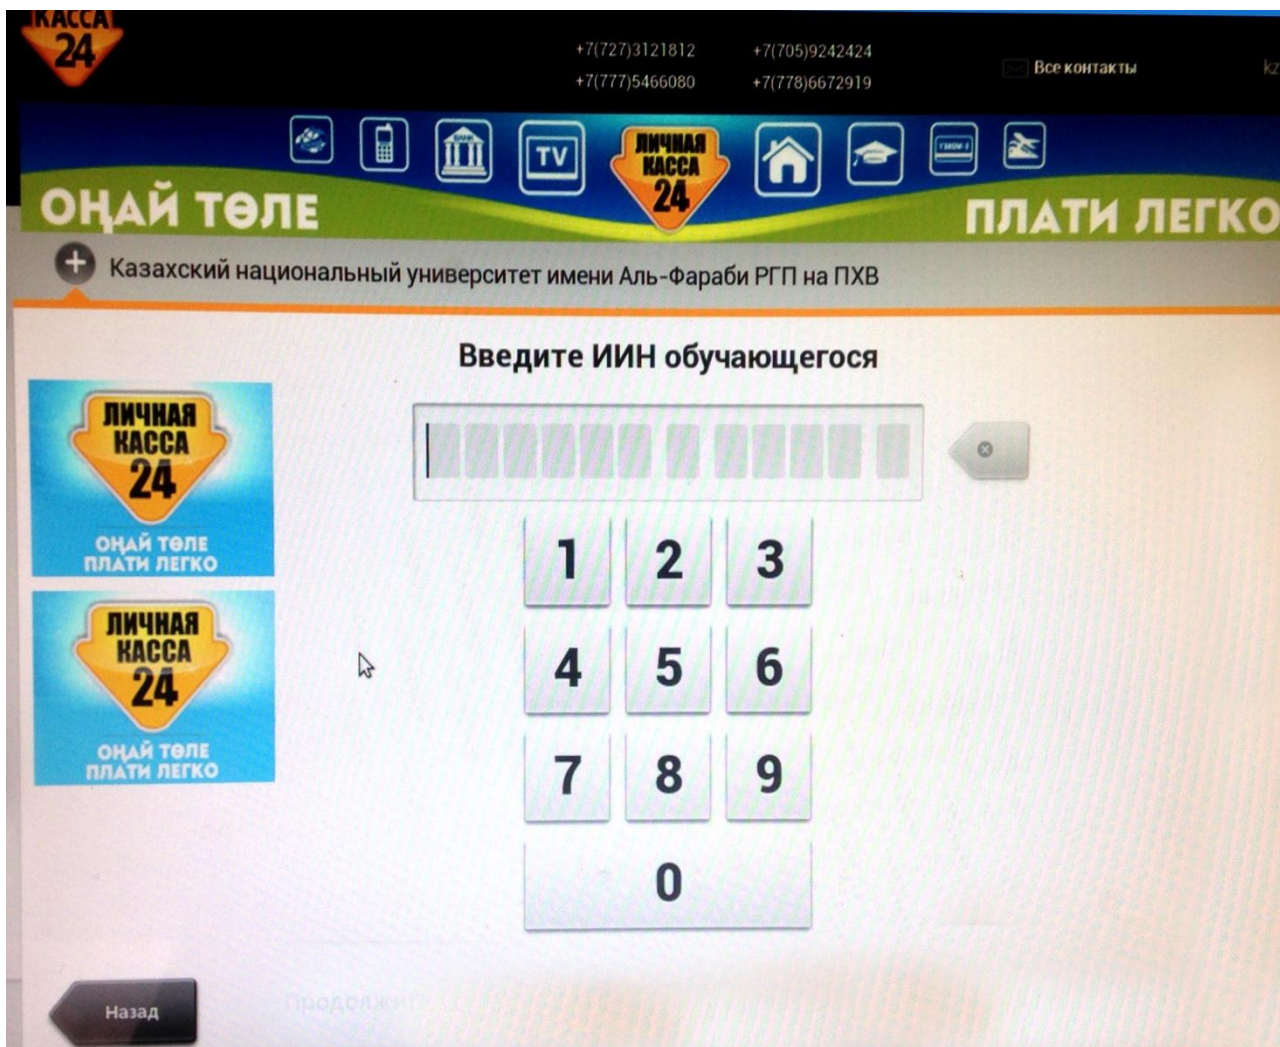 КАССА
24
+7(727)3121812 +7(705)9242424
+7(777)5466080 +7(778)6672919
Все контакты
kz
BANK
TV
ЛИЧНАЯ
КАССА
24
ОҢАЙ ТӨЛЕ
ПЛАТИ ЛЕГКО
Казахский национальный университет имени Аль-Фараби РГП на ПХВ
Введите ИИН обучающегося
ЛИЧНАЯ
КАССА
24
ОҢАЙ ТӨЛЕ
ПЛАТИ ЛЕГКО
ЛИЧНАЯ
КАССА
24
ОҢАЙ ТӨЛЕ
ПЛАТИ ЛЕГКО
1 2 3
4 5 6
7 8 9
0
Назад